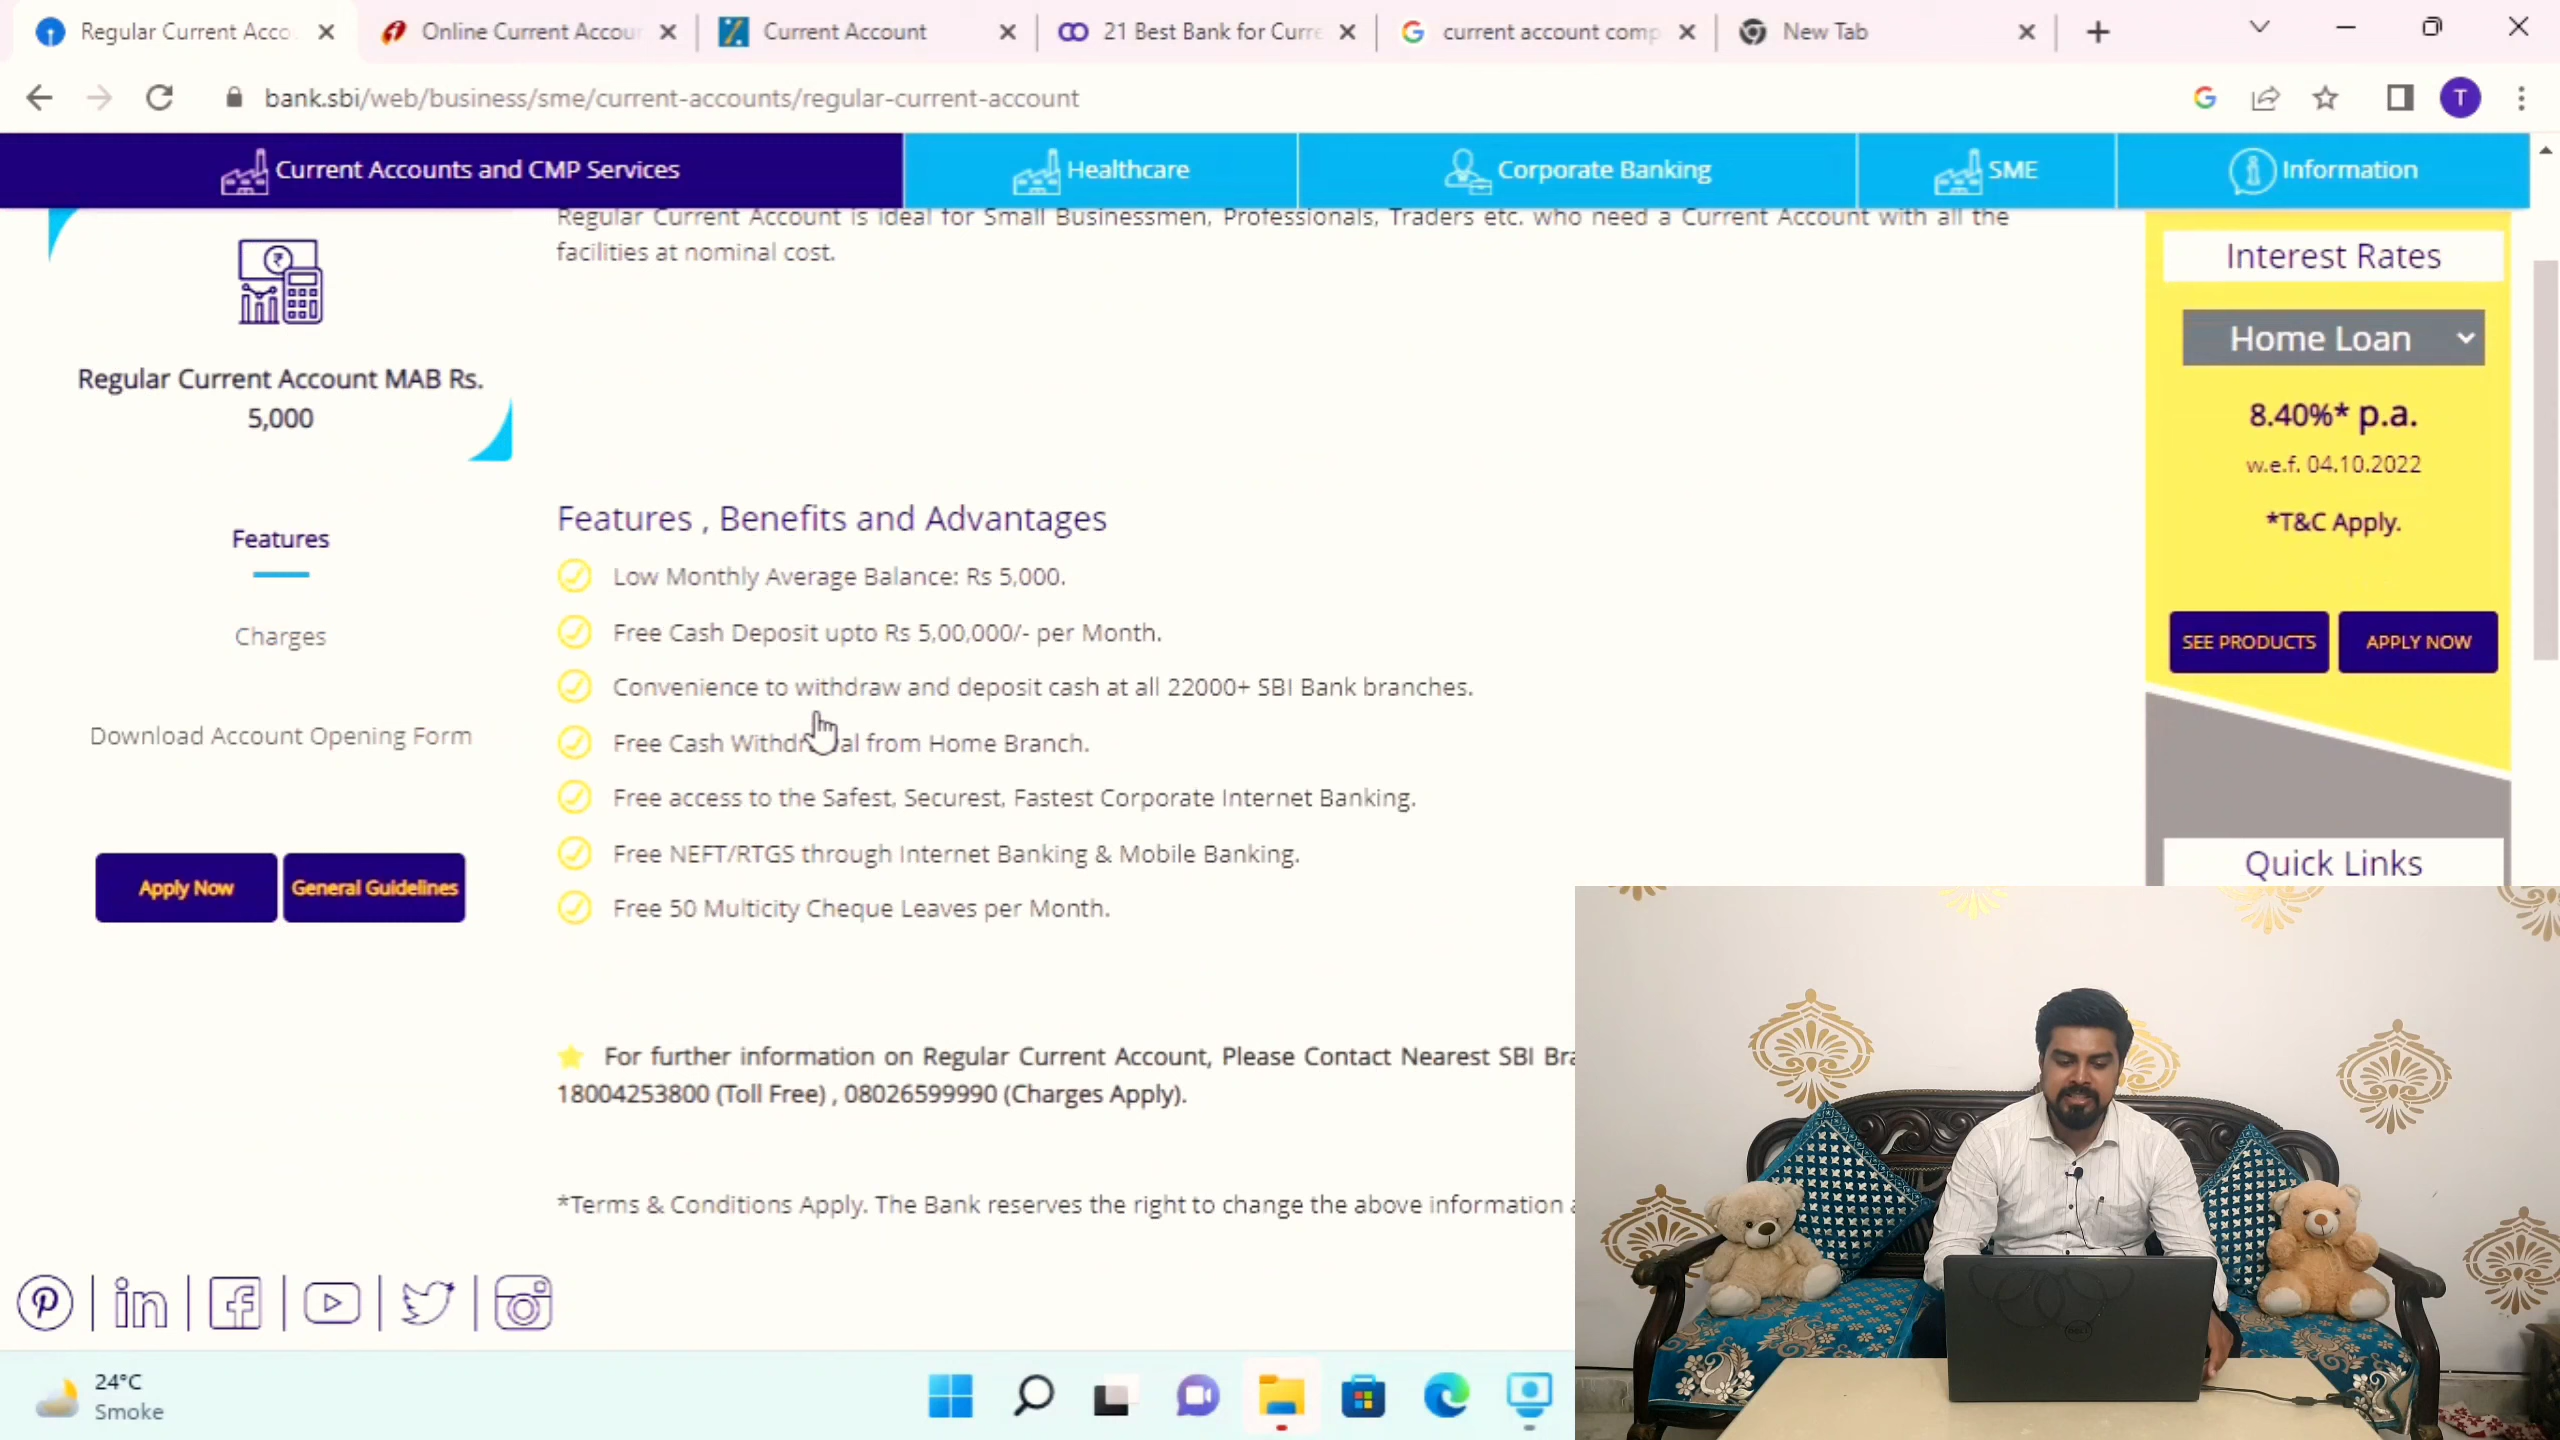 Regular Current Acco
Online Current Accour
Current Account
21 Best Bank for Curre
current account comp
New Tab
bank.sbi/web/business/sme/current-accounts/regular-current-account
T
Current Accounts and CMP Services
Healthcare
Corporate Banking
SME
Information
Regular Current Account is ideal for Small Businessmen, Professionals, Traders etc. who need a Current Account with all the
facilities at nominal cost.
Regular Current Account MAB Rs.
5,000
Features
Charges
Download Account Opening Form
Apply Now
General Guidelines
Features , Benefits and Advantages
Low Monthly Average Balance: Rs 5,000.
Free Cash Deposit upto Rs 5,00,000/- per Month.
Convenience to withdraw and deposit cash at all 22000+ SBI Bank branches.
Free Cash Withdrawal from Home Branch.
Free access to the Safest, Securest, Fastest Corporate Internet Banking.
Free NEFT/RTGS through Internet Banking & Mobile Banking.
Free 50 Multicity Cheque Leaves per Month.
For further information on Regular Current Account, Please Contact Nearest SBI Bra
18004253800 (Toll Free) , 08026599990 (Charges Apply).
*Terms & Conditions Apply. The Bank reserves the right to change the above information a
Interest Rates
Home Loan
8.40%* p.a.
w.e.f. 04.10.2022
*T&C Apply.
SEE PRODUCTS
APPLY NOW
Quick Links
DELL
24°C
Smoke